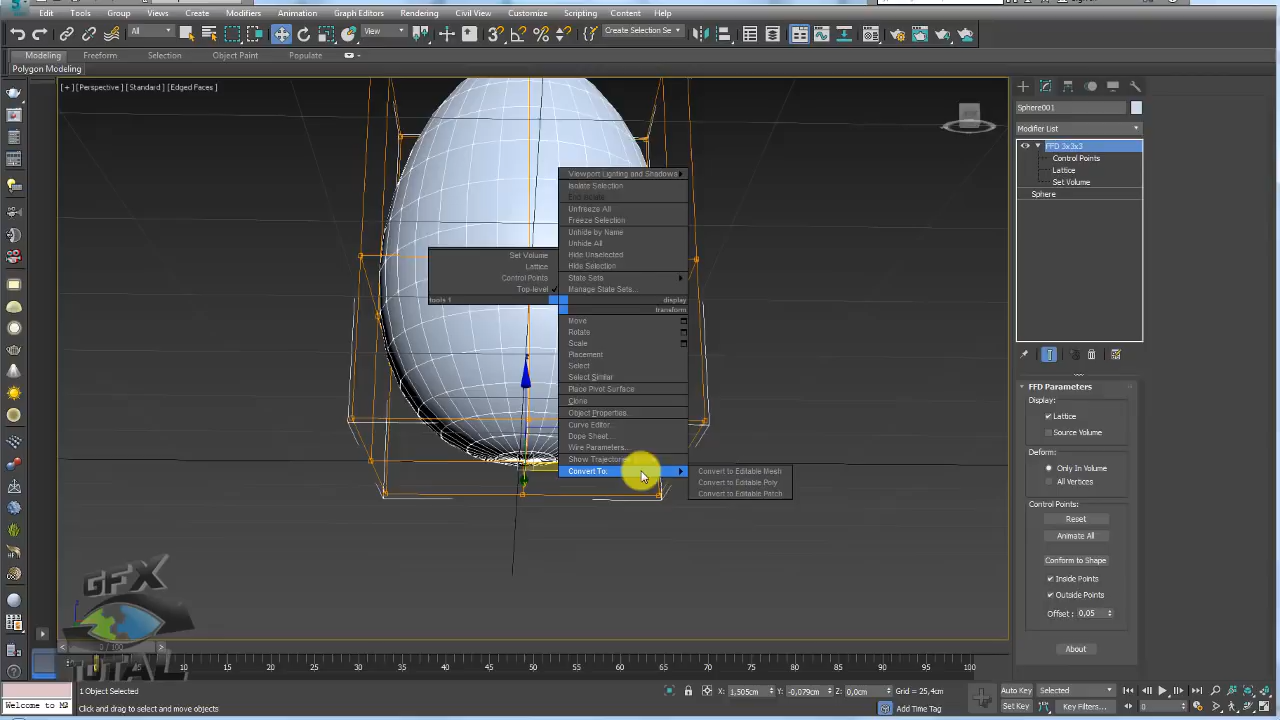 Edit Tools Group Views Create Modifiers Animation Graph Editors Rendering Civil View Customize Scripting Content Help
All View Create Selection Se
Modeling Freeform Selection Object Paint Populate
Polygon Modeling
[+] [Perspective] [Standard] [Edged Faces]
Sphere001
Modifier List
FFD 3x3x3
Control Points
Lattice
Set Volume
Sphere
Viewport Lighting and Shadows
Isolate Selection
End Isolate
Unfreeze All
Freeze Selection
Unhide by Name
Unhide All
Hide Unselected
Hide Selection
State Sets
Manage State Sets...
Set Volume
Lattice
Control Points
Top-level
tools 1 display
transform
Move
Rotate
Scale
Placement
Select
Select Similar
Place Pivot Surface
Clone
Object Properties...
Curve Editor...
Dope Sheet...
Wire Parameters...
Show Trajectories
Convert To:
Convert to Editable Mesh
Convert to Editable Poly
Convert to Editable Patch
FFD Parameters
Display:
Lattice
Source Volume
Deform:
Only In Volume
All Vertices
Control Points:
Reset
Animate All
Conform to Shape
Inside Points
Outside Points
Offset : 0,05
About
GFX
TOTAL
0 / 100
10 15 20 25 30 35 40 45 50 55 60 65 70 75 80 85 90 95 100
1 Object Selected X: 1,505cm Y: -0,079cm Z: 0,0cm Grid = 25,4cm Auto Key Selected
Welcome to MA Click and drag to select and move objects Add Time Tag Set Key Key Filters... 0